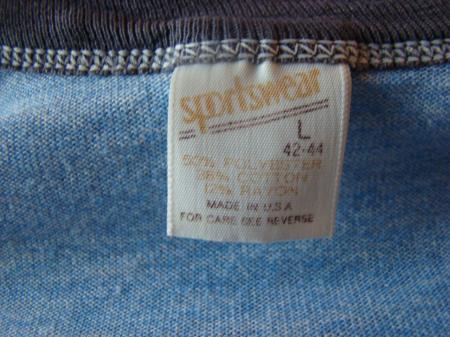 sportswear
L
42-44
50% POLYESTER
38% COTTON
12% RAYON
MADE IN U.S.A
FOR CARE SEE REVERSE